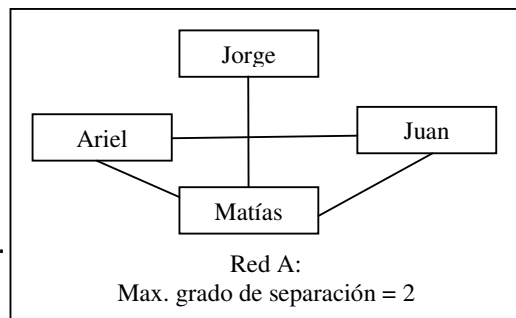 Jorge
Ariel
Juan
Matías
Red A:
Max. grado de separación = 2